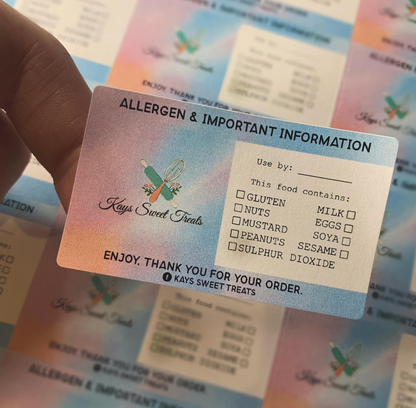 ALLERGEN & IMPORTANT INFORMATION
Kays Sweet Treats
Use by:
This food contains:
GLUTEN MILK
NUTS EGGS
MUSTARD SOYA
PEANUTS SESAME
SULPHUR DIOXIDE
ENJOY. THANK YOU FOR YOUR ORDER.
KAYS SWEET TREATS